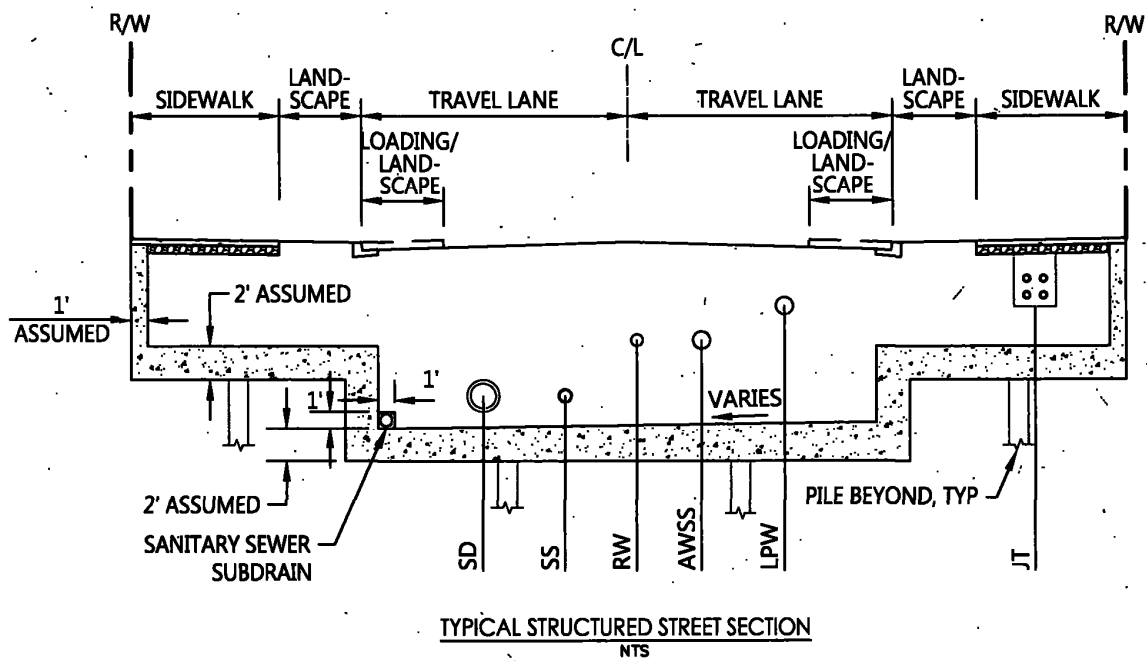 R/W
C/L
R/W
SIDEWALK
LAND-
SCAPE
TRAVEL LANE
TRAVEL LANE
LAND-
SCAPE
SIDEWALK
LOADING/
LAND-
SCAPE
LOADING/
LAND-
SCAPE
1'
ASSUMED
2' ASSUMED
1'
1'
VARIES
2' ASSUMED
SANITARY SEWER
SUBDRAIN
SD
SS
RW
AWSS
LPW
PILE BEYOND, TYP
JT
TYPICAL STRUCTURED STREET SECTION
NTS